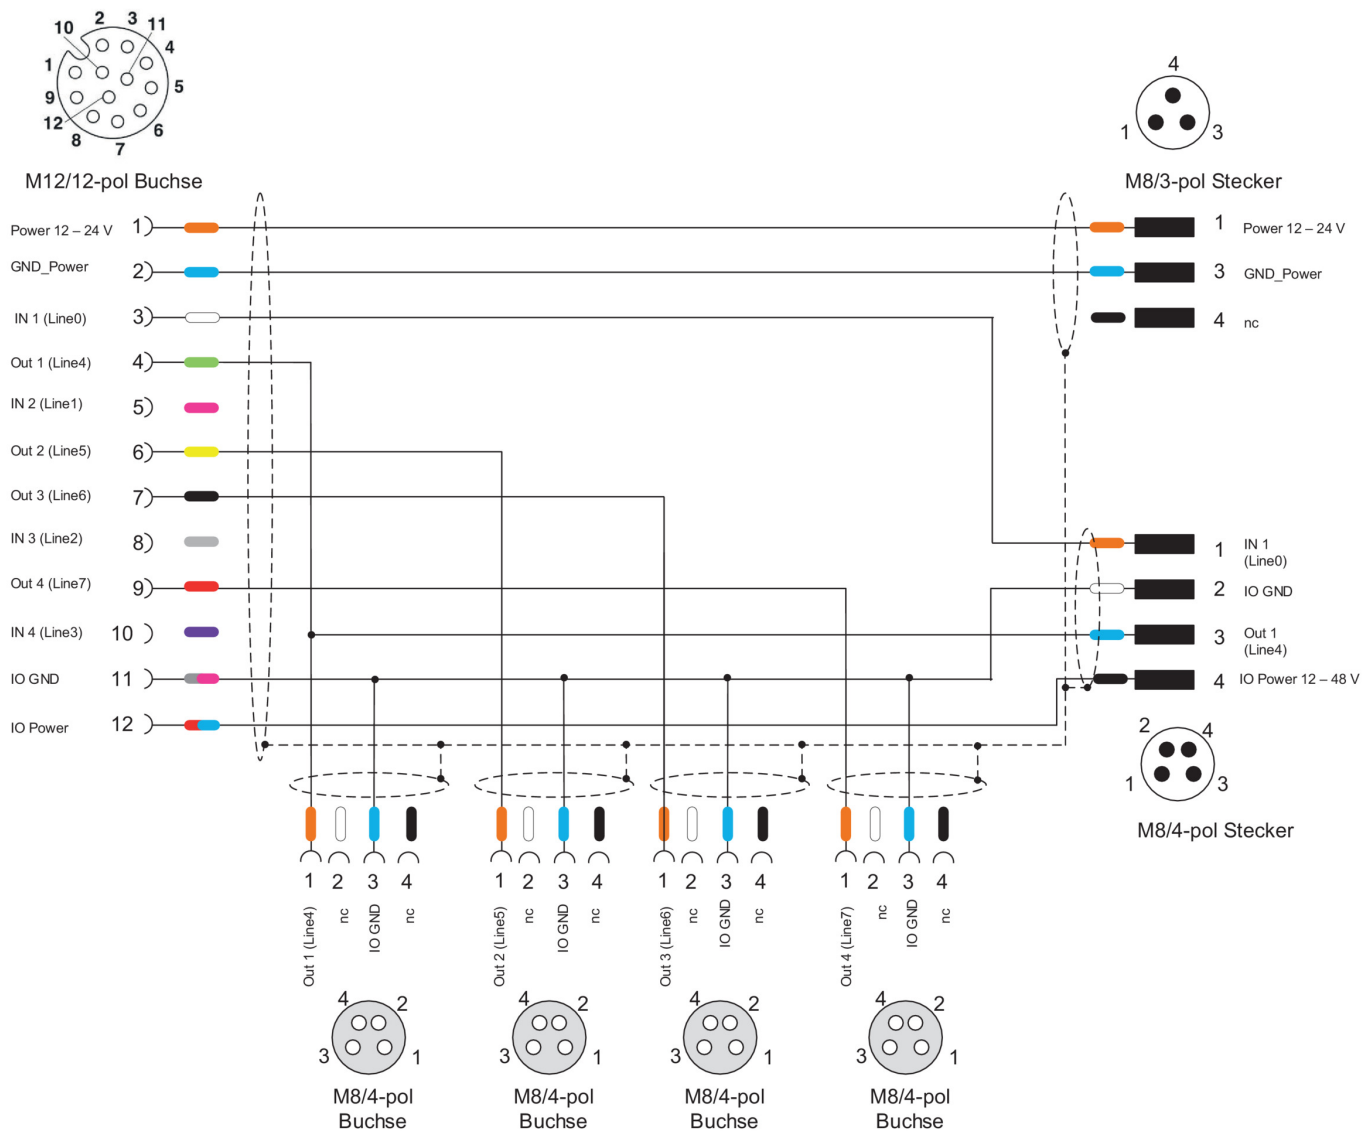 2 3 11
10 4
1 5
9
12 6
8 7
M12/12-pol Buchse
4
1 3
M8/3-pol Stecker
Power 12 – 24 V 1
GND_Power 2
IN 1 (Line0) 3
Out 1 (Line4) 4
IN 2 (Line1) 5
Out 2 (Line5) 6
Out 3 (Line6) 7
IN 3 (Line2) 8
Out 4 (Line7) 9
IN 4 (Line3) 10
IO GND 11
IO Power 12
1 Power 12 – 24 V
3 GND_Power
4 nc
1 IN 1
(Line0)
2 IO GND
3 Out 1
(Line4)
4 IO Power 12 – 48 V
2 4
1 3
M8/4-pol Stecker
1 2 3 4
Out 1 (Line4)
nc
IO GND
nc
1 2 3 4
Out 2 (Line5)
nc
IO GND
nc
1 2 3 4
Out 3 (Line6)
nc
IO GND
nc
1 2 3 4
Out 4 (Line7)
nc
IO GND
nc
4 2
3 1
M8/4-pol
Buchse
4 2
3 1
M8/4-pol
Buchse
4 2
3 1
M8/4-pol
Buchse
4 2
3 1
M8/4-pol
Buchse